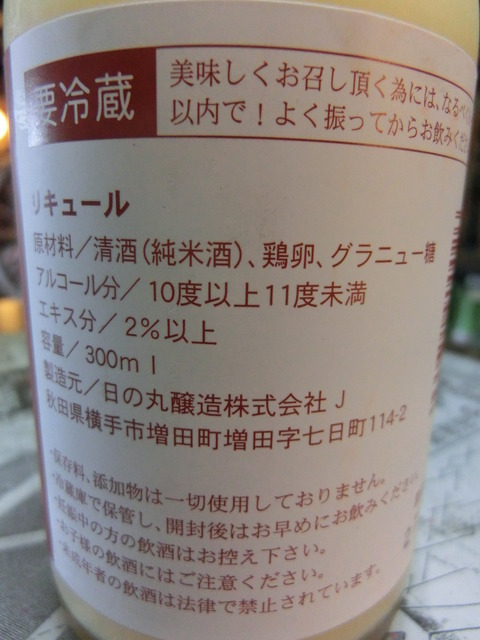 要冷蔵
美味しくお召し頂く為には、なるべく
以内で！よく振ってからお飲みくだ
リキュール
原材料／清酒（純米酒）、鶏卵、グラニュー糖
アルコール分／10度以上11度未満
エキス分／2％以上
容量／300ml
製造元／日の丸醸造株式会社 J
秋田県横手市増田町増田字七日町114-2
・保存料、添加物は一切使用しておりません。
・冷蔵庫で保管し、開封後はお早めにお飲みください。
・妊娠中の方の飲酒はお控え下さい。
・お子様の飲酒にはご注意ください。
・未成年者の飲酒は法律で禁止されています。